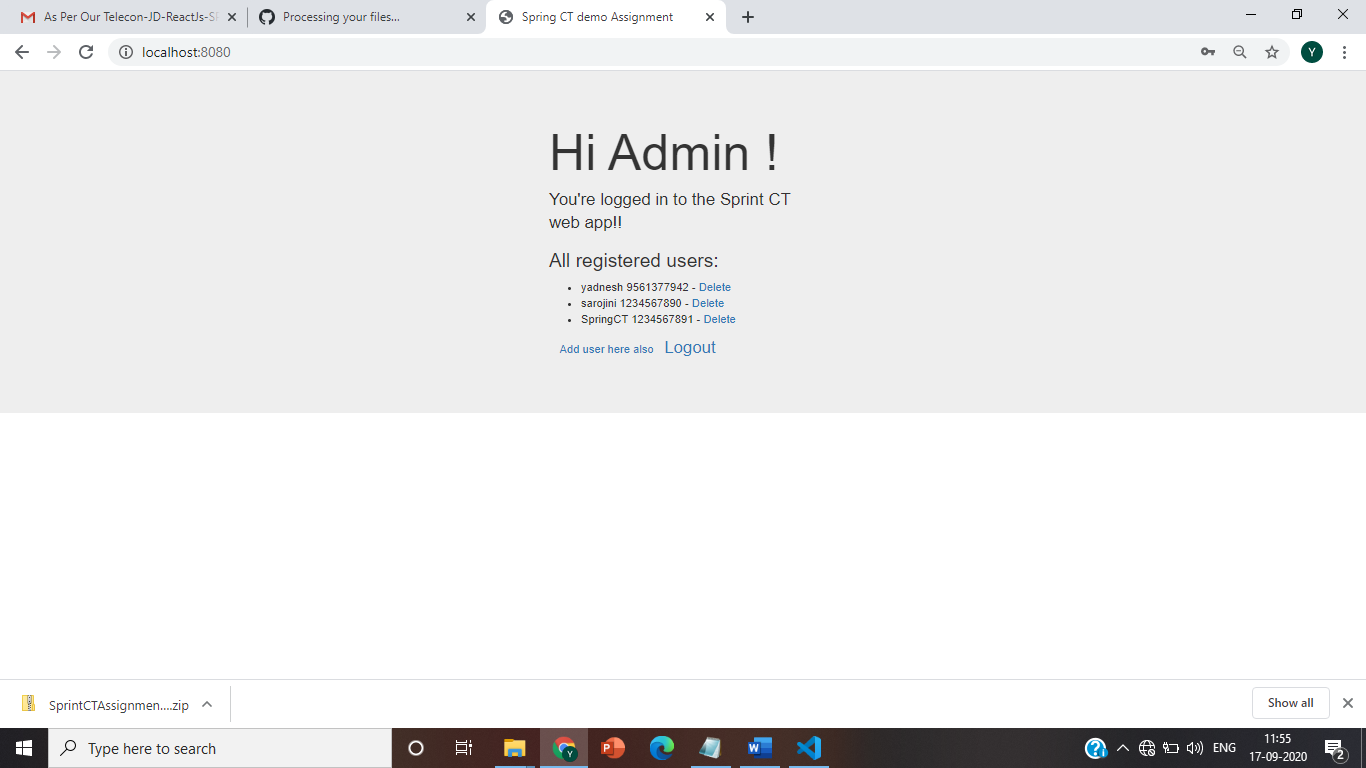 As Per Our Telecon-JD-ReactJs-SP
Processing your files...
Spring CT demo Assignment
localhost:8080
Y
Hi Admin !
You're logged in to the Sprint CT
web app!!
All registered users:
yadnesh 9561377942 - Delete
sarojini 1234567890 - Delete
SpringCT 1234567891 - Delete
Add user here also Logout
SprintCTAssignmen....zip
Show all
Type here to search
ENG
11:55
17-09-2020
2